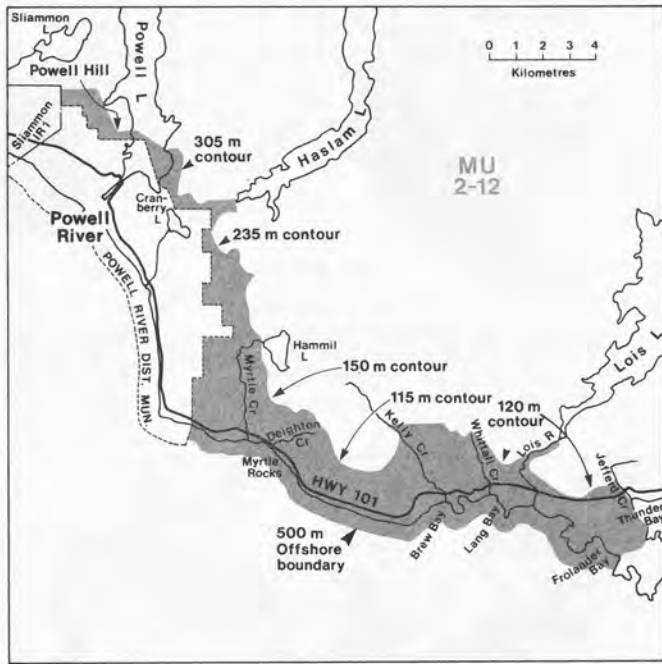 Sliammon
L
Powell L
Powell Hill
0 1 2 3 4
Kilometres
Sliammon
IR 1
305 m
contour
Haslam L
MU
2-12
Cran-
berry
L
Powell
River
235 m contour
POWELL RIVER DIST. MUN.
Hammil
L
Myrtle Cr
150 m contour
115 m contour
Lois L
120 m
contour
Kelly Cr
Whittall Cr
Lois R
Jefferd Cr
Deighton
Cr
Myrtle
Rocks
HWY 101
Thunder
Bay
500 m
Offshore
boundary
Brew Bay
Lang Bay
Frolander
Bay